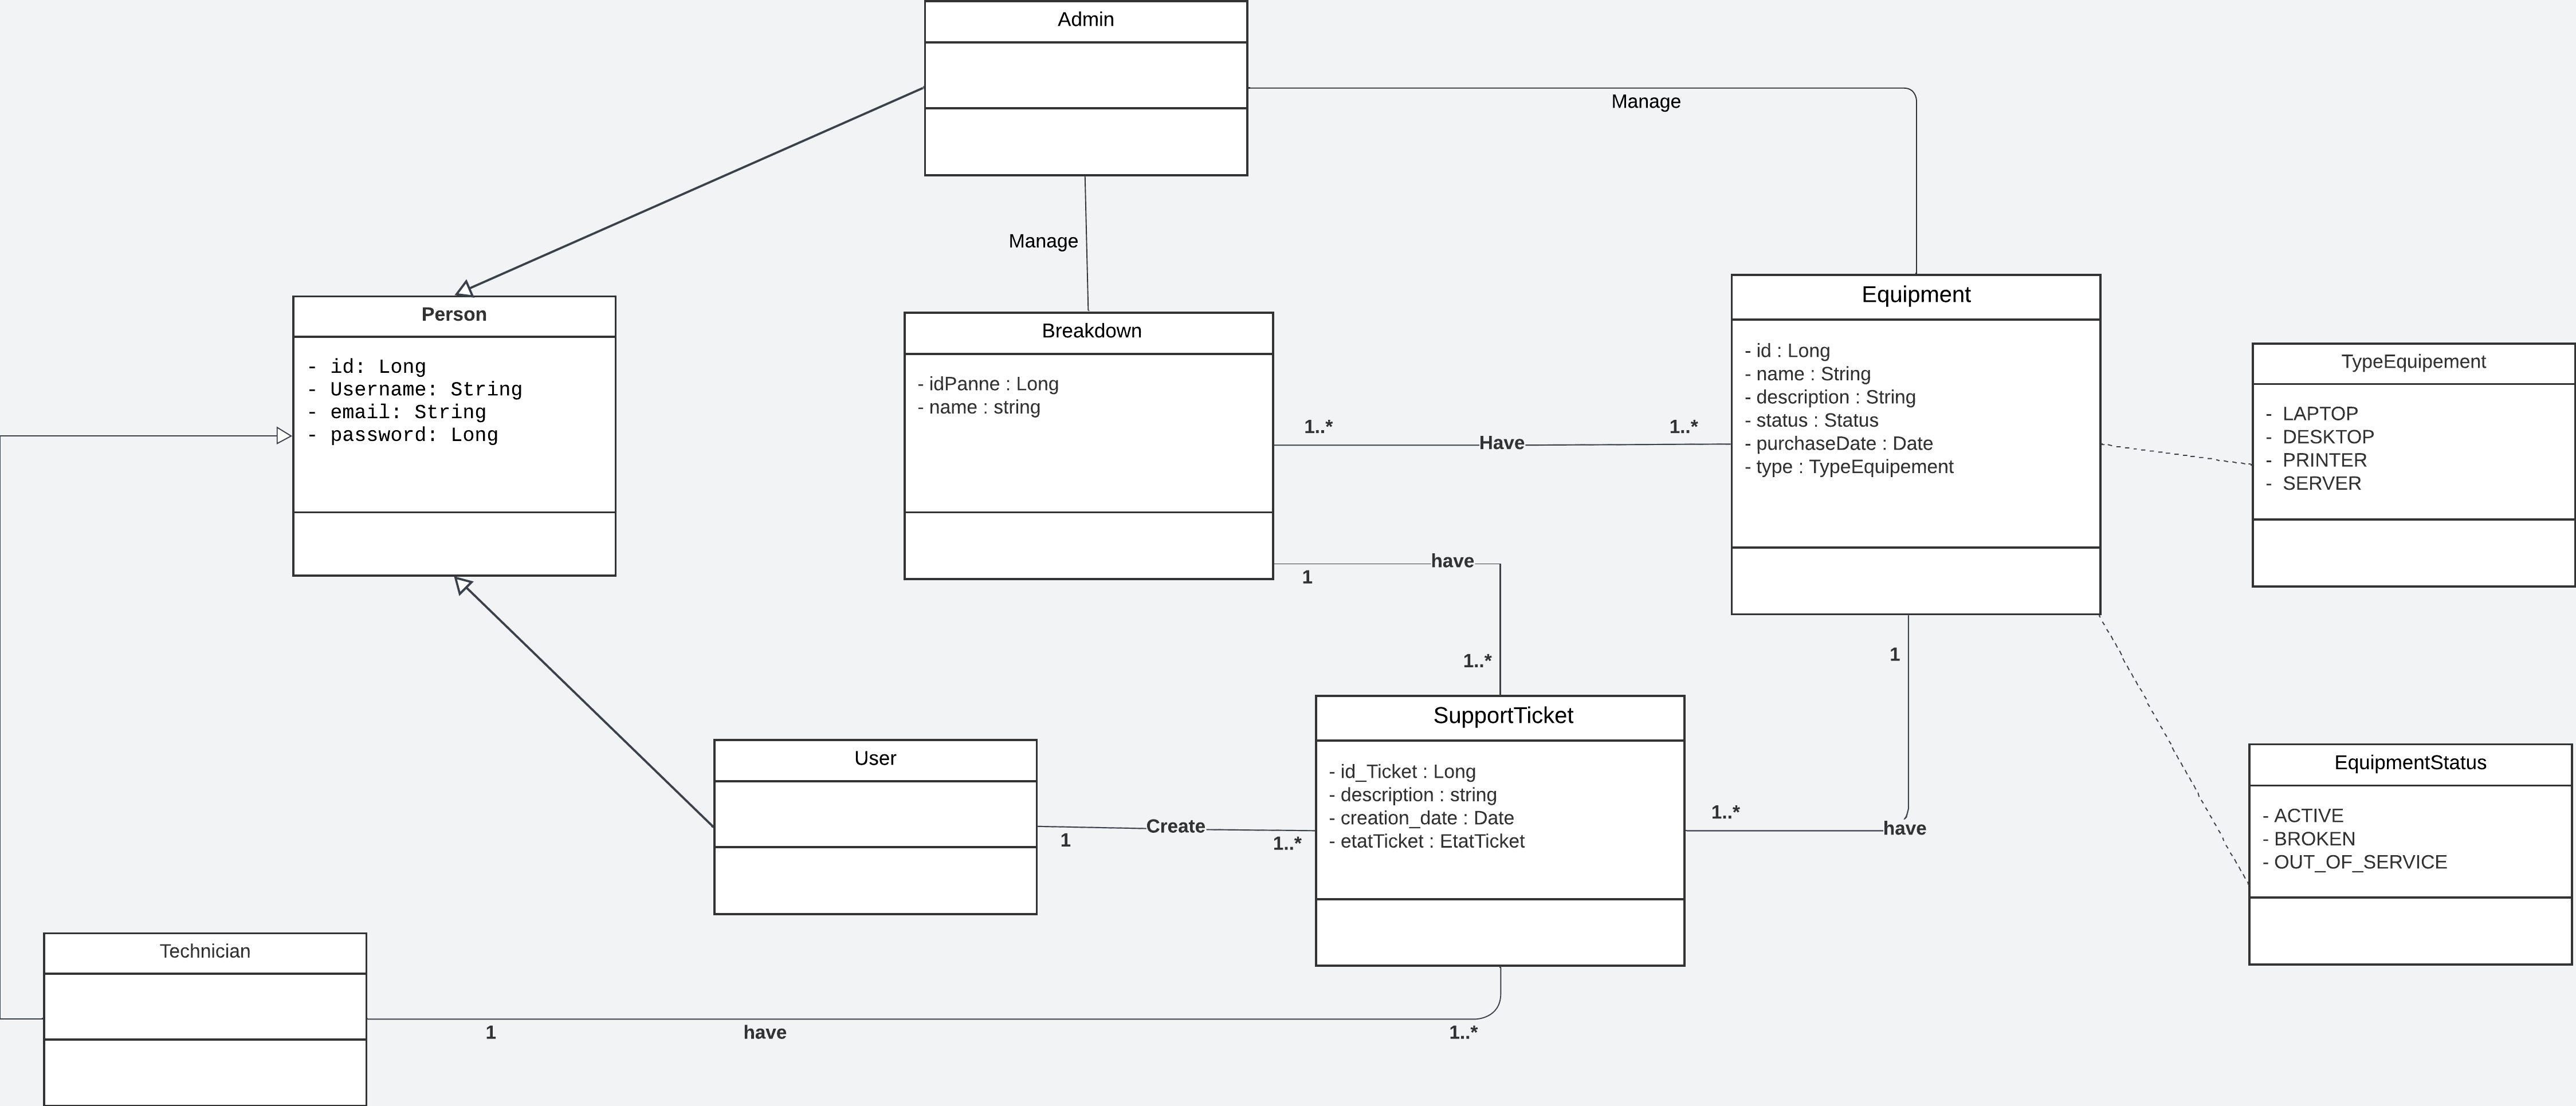 Admin
Manage
Manage
Person
- id: Long
- Username: String
- email: String
- password: Long
Breakdown
- idPanne : Long
- name : string
1..*
Have
1..*
Equipment
- id : Long
- name : String
- description : String
- status : Status
- purchaseDate : Date
- type : TypeEquipement
TypeEquipement
- LAPTOP
- DESKTOP
- PRINTER
- SERVER
1
have
1..*
1
User
1
Create
1..*
SupportTicket
- id_Ticket : Long
- description : string
- creation_date : Date
- etatTicket : EtatTicket
1..*
have
EquipmentStatus
- ACTIVE
- BROKEN
- OUT_OF_SERVICE
Technician
1
have
1..*